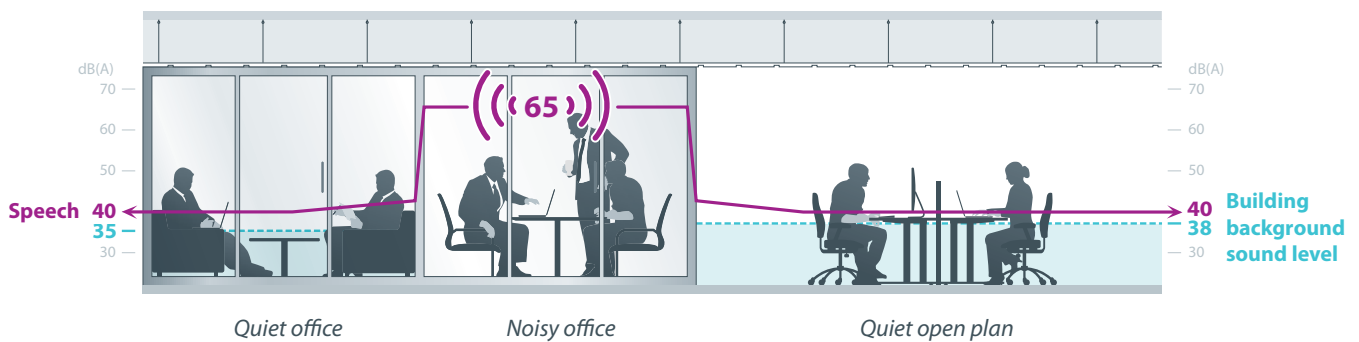 dB(A)
70
60
50
Speech 40
35
30
65
dB(A)
70
60
50
40
38
30
Building
background
sound level
Quiet office
Noisy office
Quiet open plan